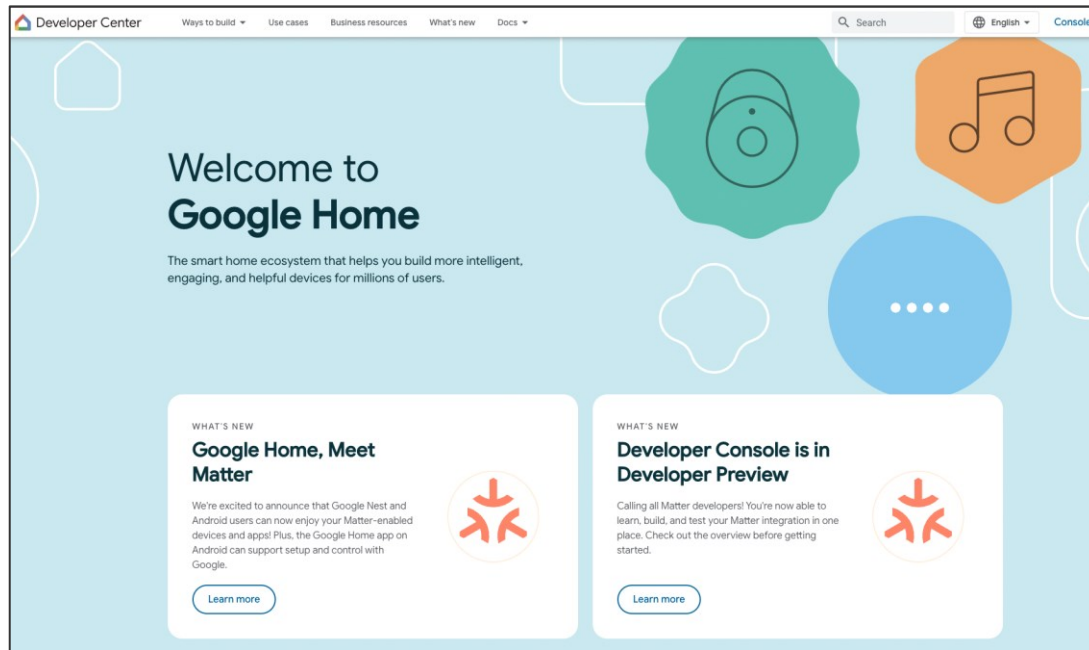 Developer Center
Ways to build
Use cases
Business resources
What's new
Docs
Search
English
Console
Welcome to
Google Home
The smart home ecosystem that helps you build more intelligent,
engaging, and helpful devices for millions of users.
WHAT'S NEW
Google Home, Meet
Matter
We're excited to announce that Google Nest and
Android users can now enjoy your Matter-enabled
devices and apps! Plus, the Google Home app on
Android can support setup and control with
Google.
Learn more
WHAT'S NEW
Developer Console is in
Developer Preview
Calling all Matter developers! You're now able to
learn, build, and test your Matter integration in one
place. Check out the overview before getting
started.
Learn more